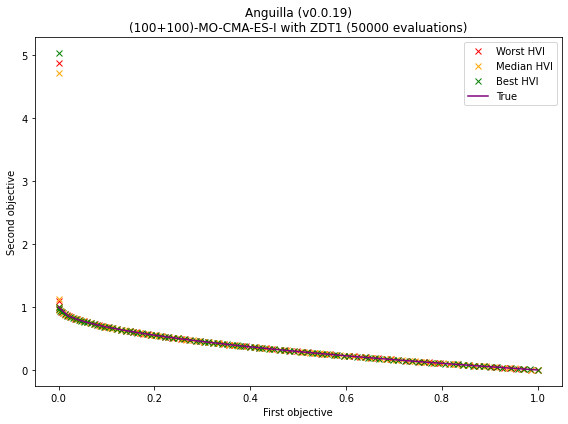 Anguilla (v0.0.19)
(100+100)-MO-CMA-ES-I with ZDT1 (50000 evaluations)
Worst HVI
Median HVI
Best HVI
True
Second objective
5
4
3
2
1
0
0.0 0.2 0.4 0.6 0.8 1.0
First objective